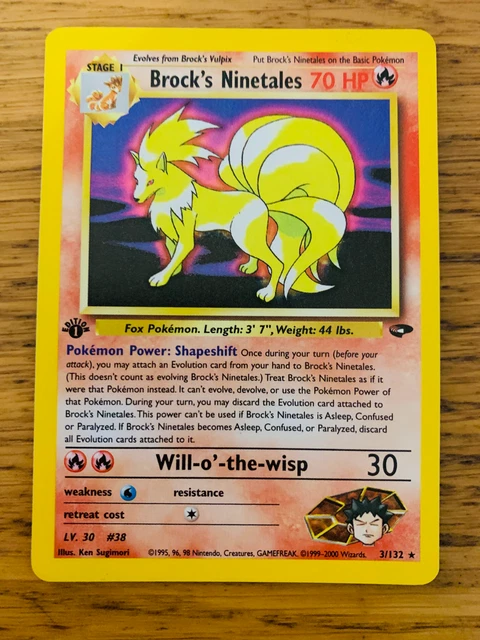 Evolves from Brock's Vulpix Put Brock's Ninetales on the Basic Pokémon
STAGE 1
Brock's Ninetales 70 HP
EDITION
1
Fox Pokémon. Length: 3' 7", Weight: 44 lbs.
Pokémon Power: Shapeshift Once during your turn (before your
attack), you may attach an Evolution card from your hand to Brock's Ninetales.
(This doesn't count as evolving Brock's Ninetales.) Treat Brock's Ninetales as if it
were that Pokémon instead. It can't evolve, devolve, or use the Pokémon Power of
that Pokémon. During your turn, you may discard the Evolution card attached to
Brock's Ninetales. This power can't be used if Brock's Ninetales is Asleep, Confused
or Paralyzed. If Brock's Ninetales becomes Asleep, Confused, or Paralyzed, discard
all Evolution cards attached to it.
Will-o'-the-wisp 30
weakness resistance
retreat cost
LV. 30 #38
Illus. Ken Sugimori ©1995, 96, 98 Nintendo, Creatures, GAMEFREAK. ©1999-2000 Wizards. 3/132 ★